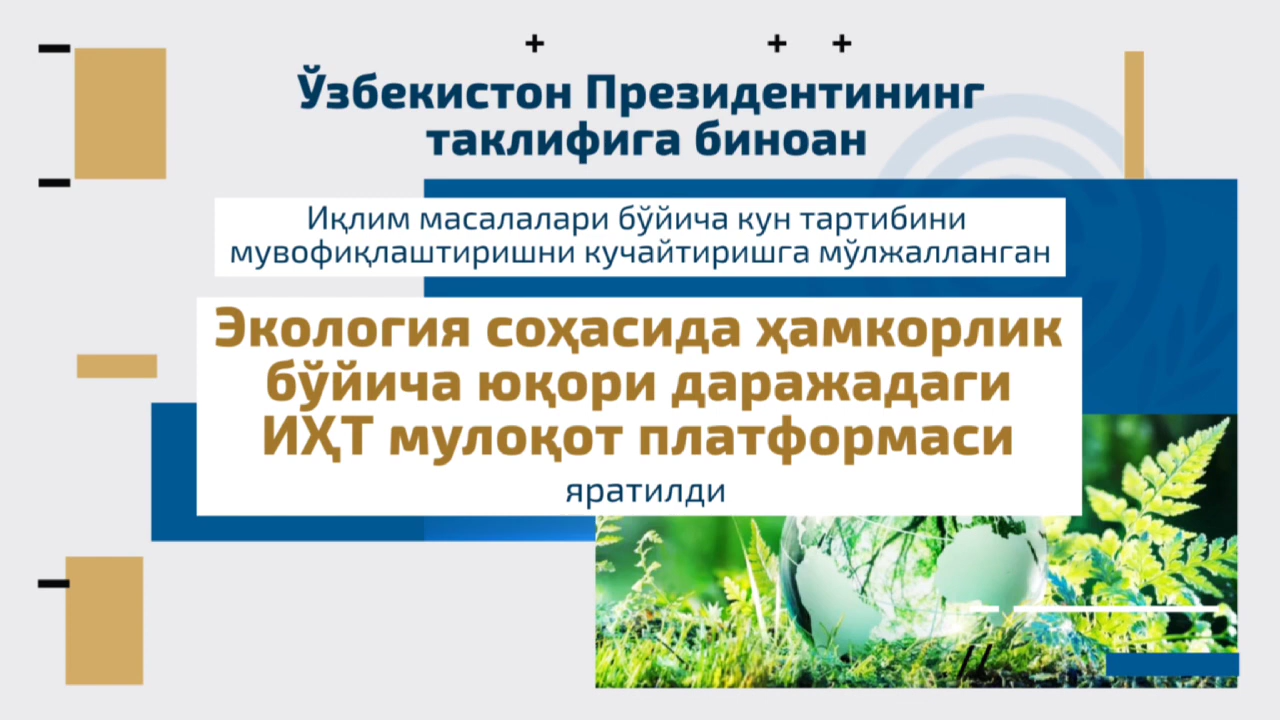 Ўзбекистон Президентининг
таклифига биноан
Иқлим масалалари бўйича кун тартибини
мувофиқлаштиришни кучайтиришга мўлжалланган
Экология соҳасида ҳамкорлик
бўйича юқори даражадаги
ИҲТ мулоқот платформаси
яратилди